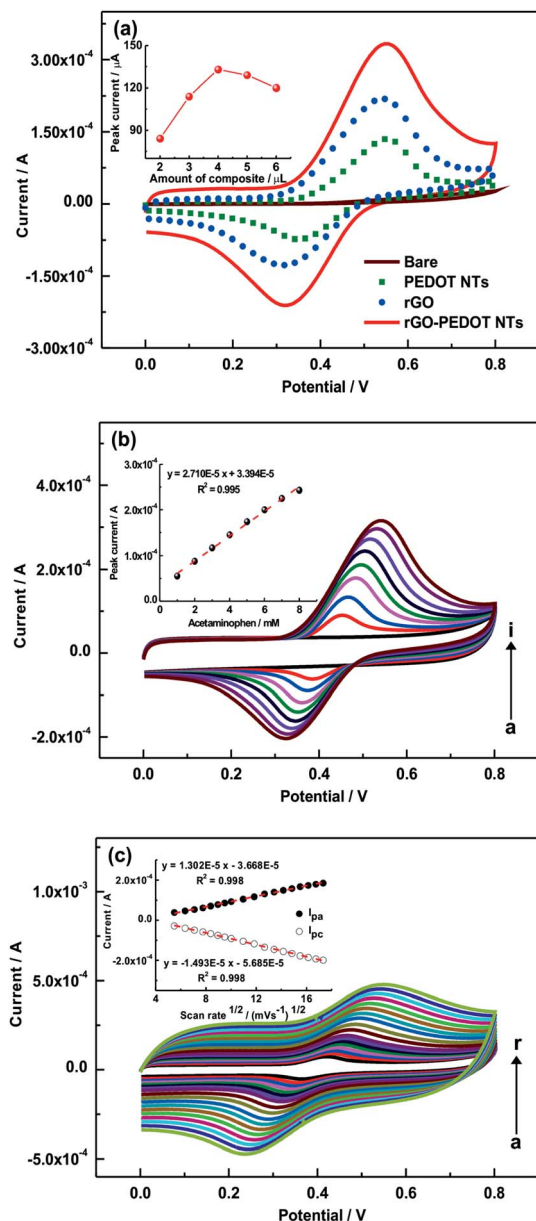 (a)
Peak current / µA
150
120
90
2 3 4 5 6
Amount of composite / µL
Current / A
3.00x10⁻⁴
1.50x10⁻⁴
0.00
-1.50x10⁻⁴
-3.00x10⁻⁴
Bare
PEDOT NTs
rGO
rGO-PEDOT NTs
0.0 0.2 0.4 0.6 0.8
Potential / V
(b)
y = 2.710E-5 x + 3.394E-5
R² = 0.995
Peak current / A
3.0x10⁻⁴
2.0x10⁻⁴
1.0x10⁻⁴
0.0
0 2 4 6 8
Acetaminophen / mM
Current / A
4.0x10⁻⁴
2.0x10⁻⁴
0.0
-2.0x10⁻⁴
i
a
0.0 0.2 0.4 0.6 0.8
Potential / V
(c)
y = 1.302E-5 x - 3.668E-5
R² = 0.998
Current / A
2.0x10⁻⁴
0.0
-2.0x10⁻⁴
Ipa
Ipc
y = -1.493E-5 x - 5.685E-5
R² = 0.998
4 8 12 16
Scan rate 1/2 / (mVs⁻¹) 1/2
Current / A
1.0x10⁻³
5.0x10⁻⁴
0.0
-5.0x10⁻⁴
r
a
0.0 0.2 0.4 0.6 0.8
Potential / V